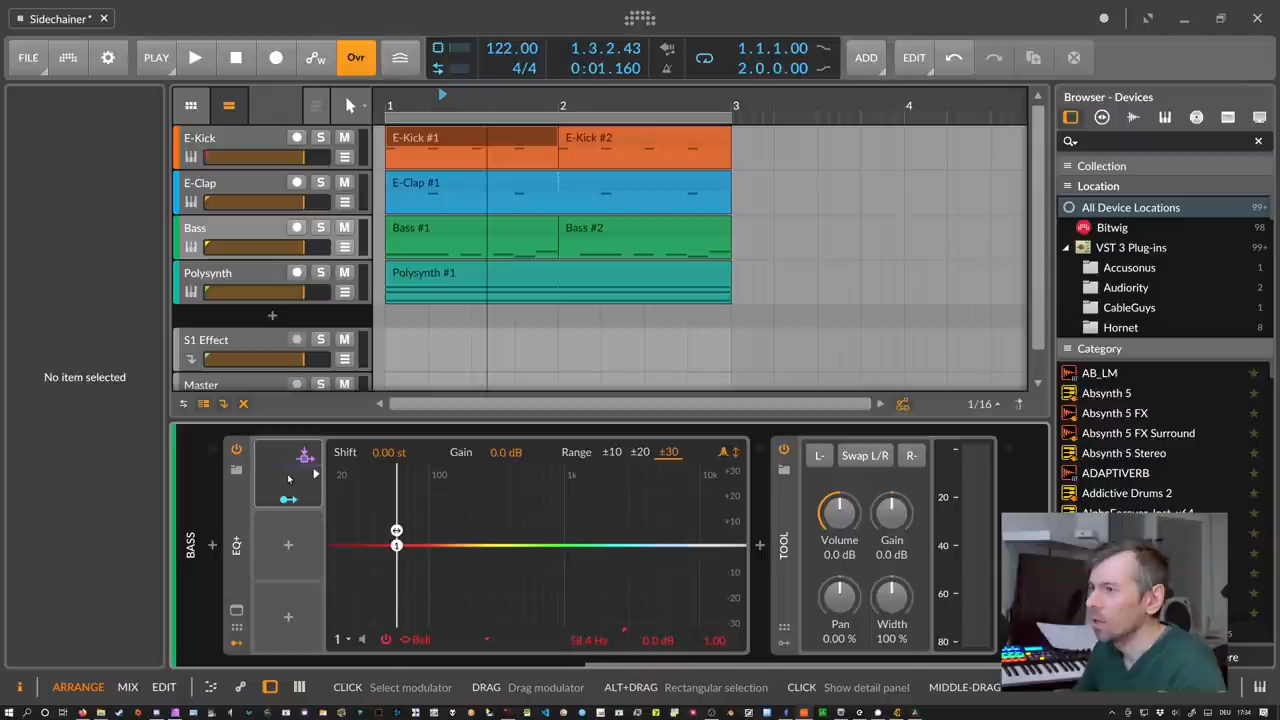 Sidechainer*
FILE
PLAY
Ovr
122.00
4/4
1.3.2.43
0:01.160
1.1.1.00
2.0.0.00
ADD
EDIT
1
2
3
4
E-Kick
S
M
E-Kick #1
E-Kick #2
E-Clap
S
M
E-Clap #1
Bass
S
M
Bass #1
Bass #2
Polysynth
S
M
Polysynth #1
S1 Effect
S
M
Master
S
M
1/16
No item selected
Browser - Devices
Collection
Location
All Device Locations 99+
Bitwig 98
VST 3 Plug-ins 99+
Accusonus 1
Audiority 2
CableGuys 1
Hornet 8
Category
AB_LM
Absynth 5
Absynth 5 FX
Absynth 5 FX Surround
Absynth 5 Stereo
ADAPTIVERB
Addictive Drums 2
BASS
EQ+
Shift 0.00 st Gain 0.0 dB Range ±10 ±20 ±30
20 100 1k 10k +30
+20
+10
-10
-20
-30
1
Bell
58.4 Hz
0.0 dB
1.00
TOOL
L-
Swap L/R
R-
Volume
0.0 dB
Gain
0.0 dB
Pan
0.00 %
Width
100 %
20
40
60
80
ARRANGE MIX EDIT
CLICK Select modulator DRAG Drag modulator ALT+DRAG Rectangular selection CLICK Show detail panel MIDDLE-DRAG
DEU
17:34